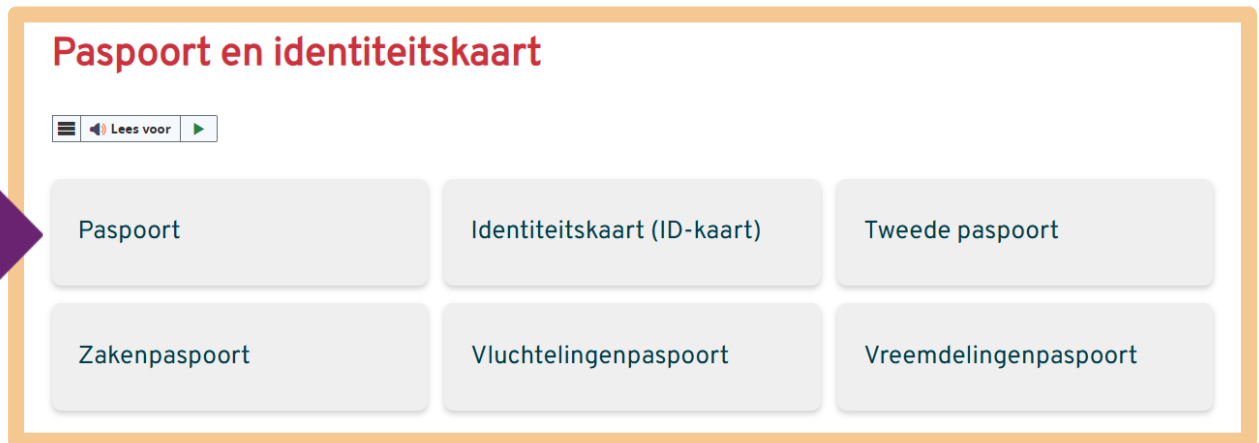 Paspoort en identiteitskaart
Lees voor
Paspoort
Identiteitskaart (ID-kaart)
Tweede paspoort
Zakenpaspoort
Vluchtelingenpaspoort
Vreemdelingenpaspoort